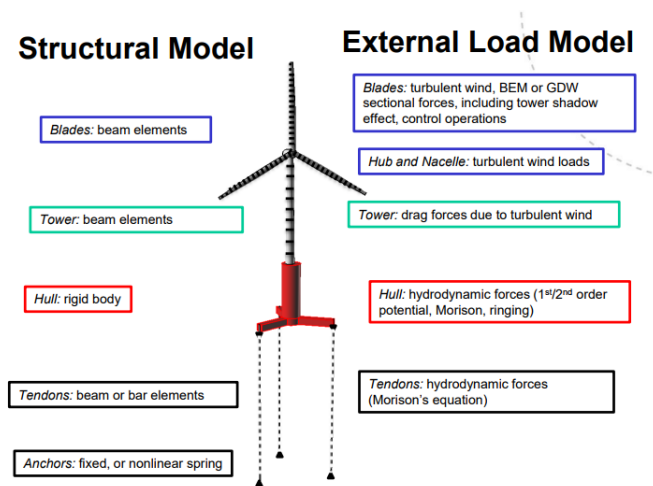 Structural Model
External Load Model
Blades: turbulent wind, BEM or GDW
sectional forces, including tower shadow
effect, control operations
Blades: beam elements
Hub and Nacelle: turbulent wind loads
Tower: beam elements
Tower: drag forces due to turbulent wind
Hull: rigid body
Hull: hydrodynamic forces (1st/2nd order
potential, Morison, ringing)
Tendons: beam or bar elements
Tendons: hydrodynamic forces
(Morison's equation)
Anchors: fixed, or nonlinear spring